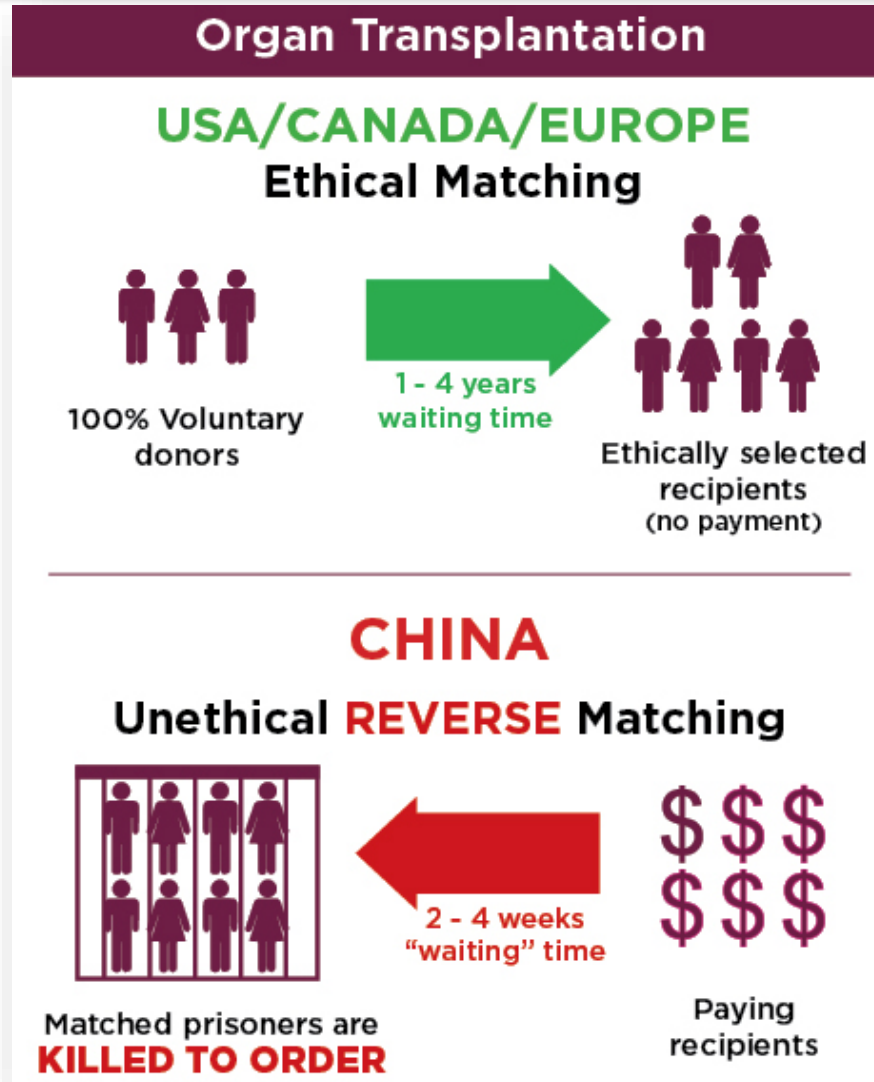 Organ Transplantation
USA/CANADA/EUROPE
Ethical Matching
100% Voluntary
donors
1 - 4 years
waiting time
Ethically selected
recipients
(no payment)
CHINA
Unethical REVERSE Matching
Matched prisoners are
KILLED TO ORDER
2 - 4 weeks
“waiting” time
$ $ $
$ $ $
Paying
recipients